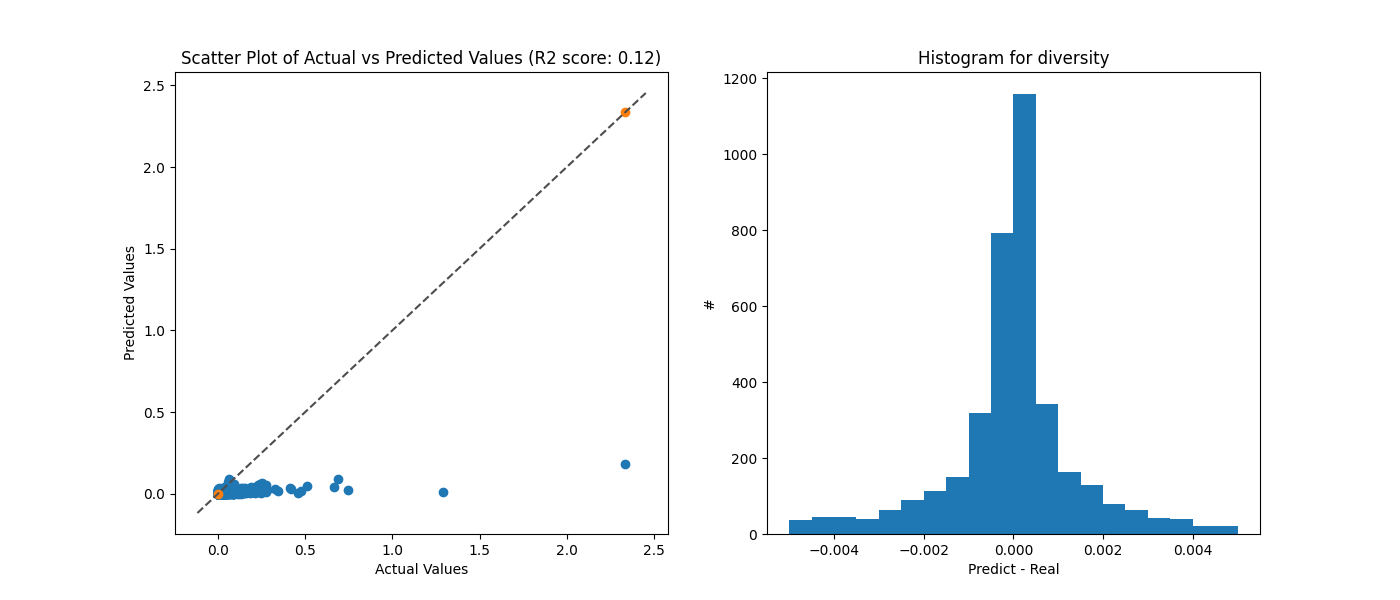 Scatter Plot of Actual vs Predicted Values (R2 score: 0.12)
2.5
2.0
1.5
1.0
0.5
0.0
Predicted Values
0.0 0.5 1.0 1.5 2.0 2.5
Actual Values
Histogram for diversity
1200
1000
800
600
400
200
0
#
−0.004 −0.002 0.000 0.002 0.004
Predict - Real